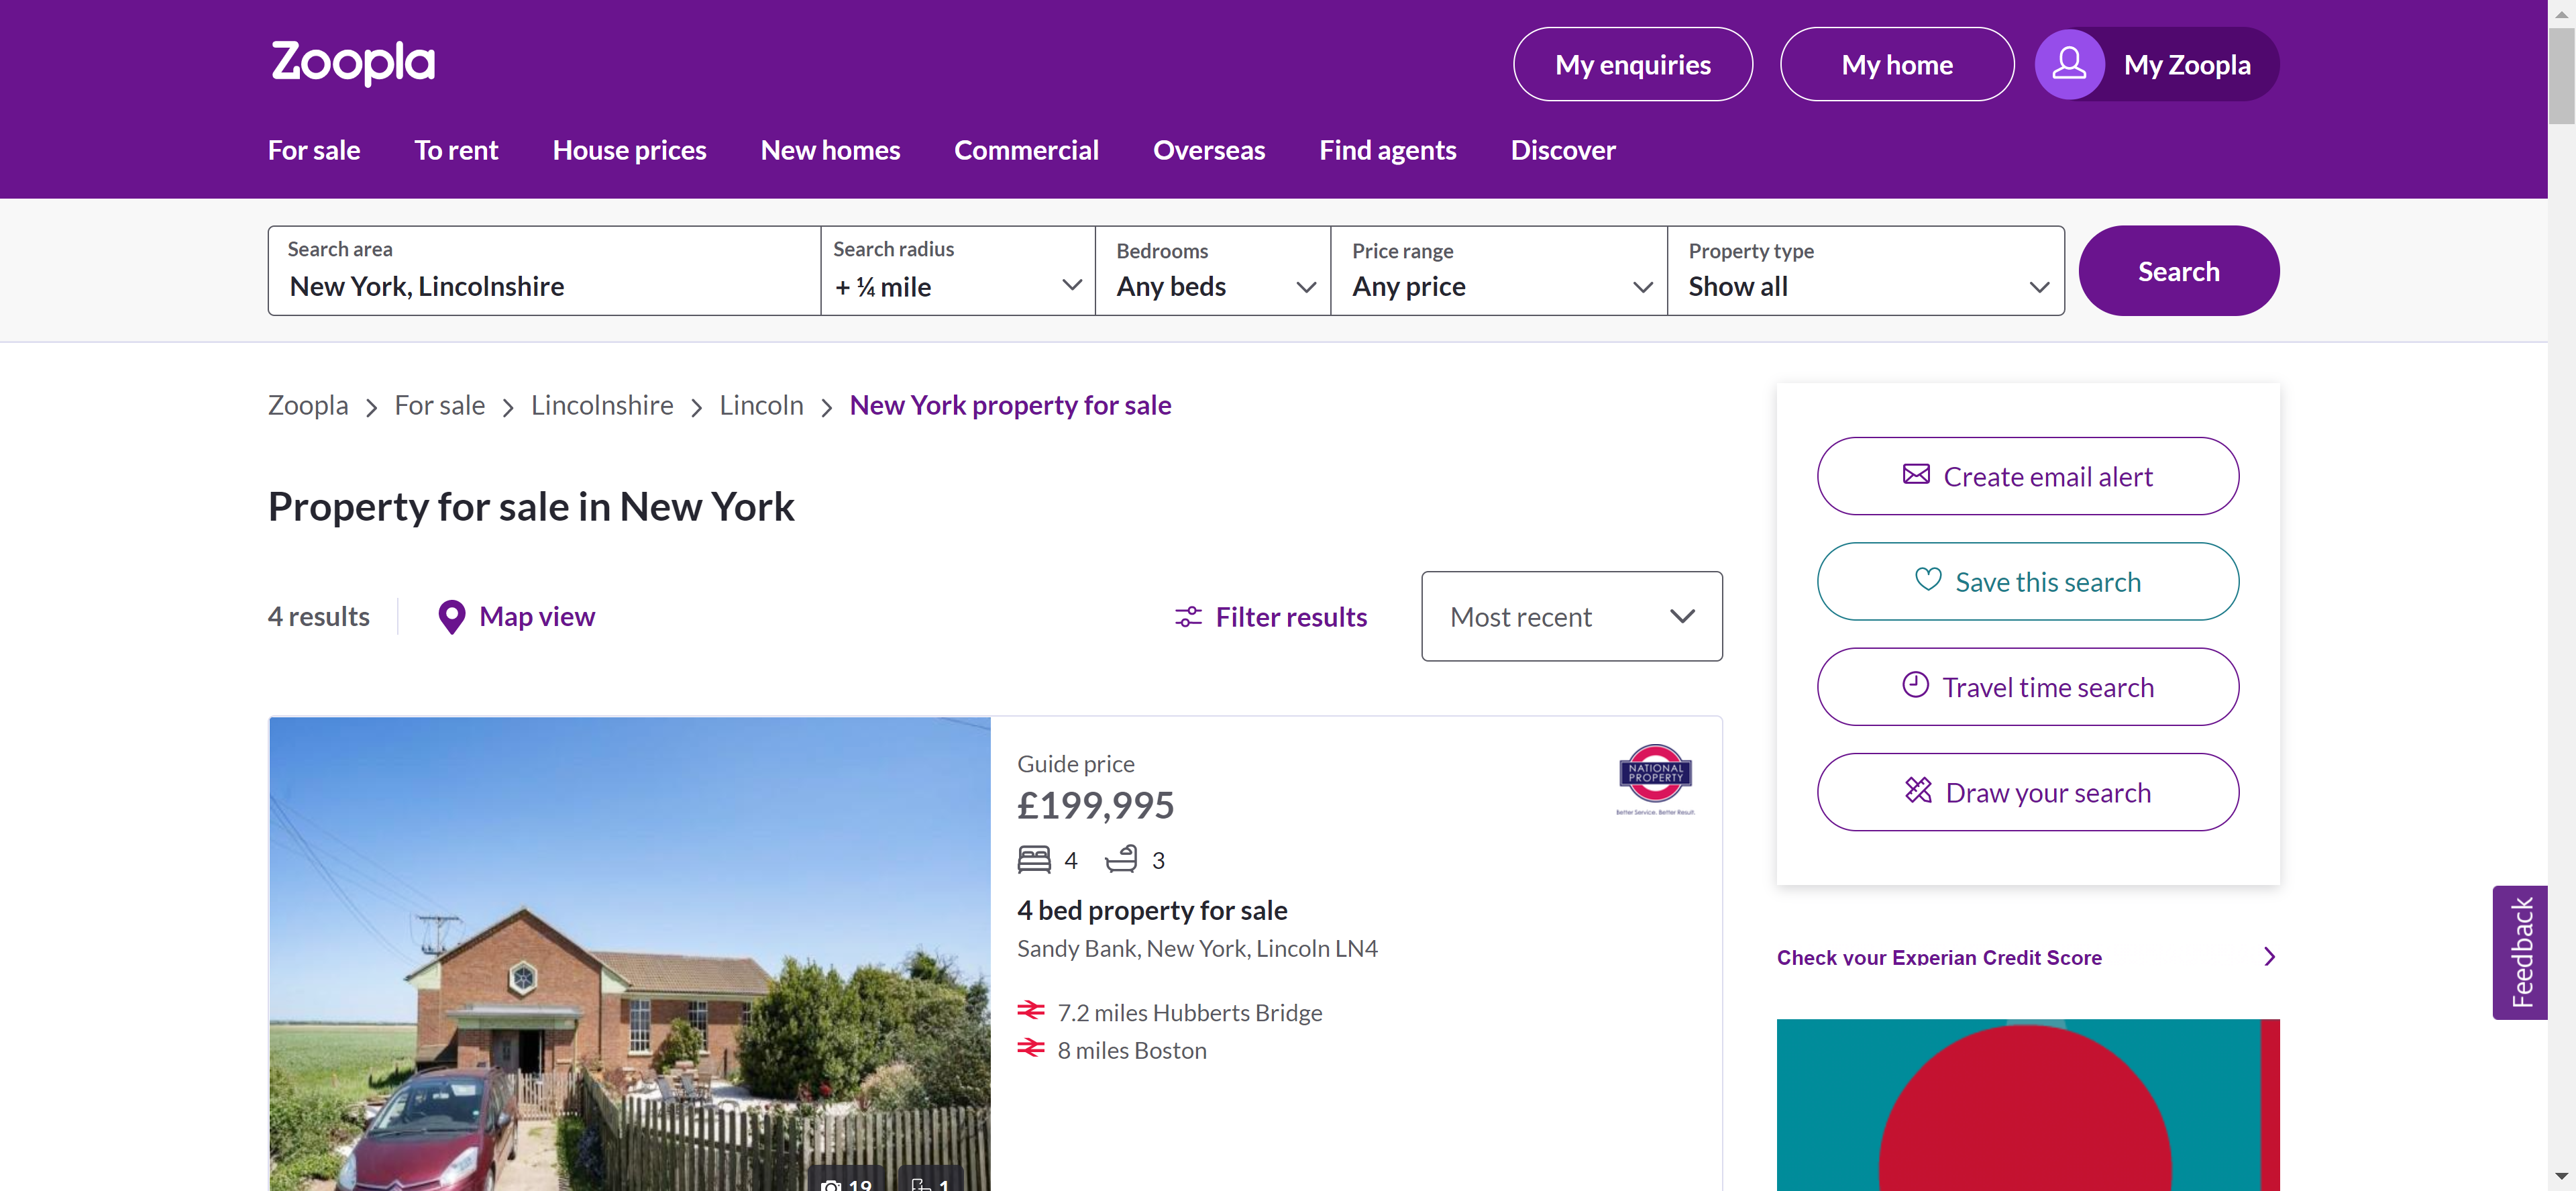 Zoopla
My enquiries
My home
My Zoopla
For sale
To rent
House prices
New homes
Commercial
Overseas
Find agents
Discover
Search area
New York, Lincolnshire
Search radius
+ ¼ mile
Bedrooms
Any beds
Price range
Any price
Property type
Show all
Search
Zoopla > For sale > Lincolnshire > Lincoln > New York property for sale
Property for sale in New York
4 results
Map view
Filter results
Most recent
Guide price
£199,995
4
3
4 bed property for sale
Sandy Bank, New York, Lincoln LN4
7.2 miles Hubberts Bridge
8 miles Boston
NATIONAL
PROPERTY
Better Service. Better Result.
19
1
Create email alert
Save this search
Travel time search
Draw your search
Check your Experian Credit Score
Feedback